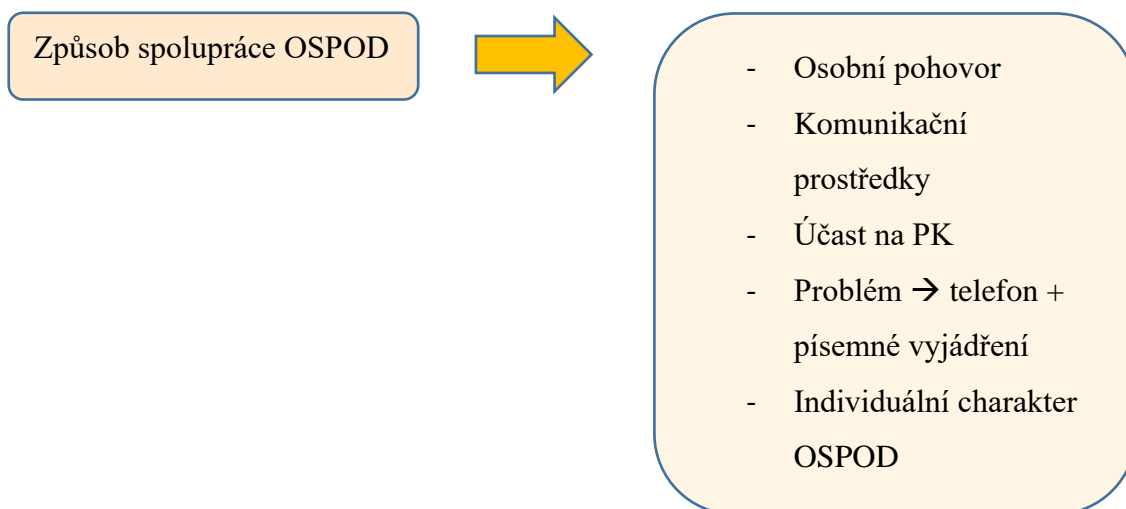 Způsob spolupráce OSPOD
- Osobní pohovor
- Komunikační
prostředky
- Účast na PK
- Problém → telefon +
písemné vyjádření
- Individuální charakter
OSPOD